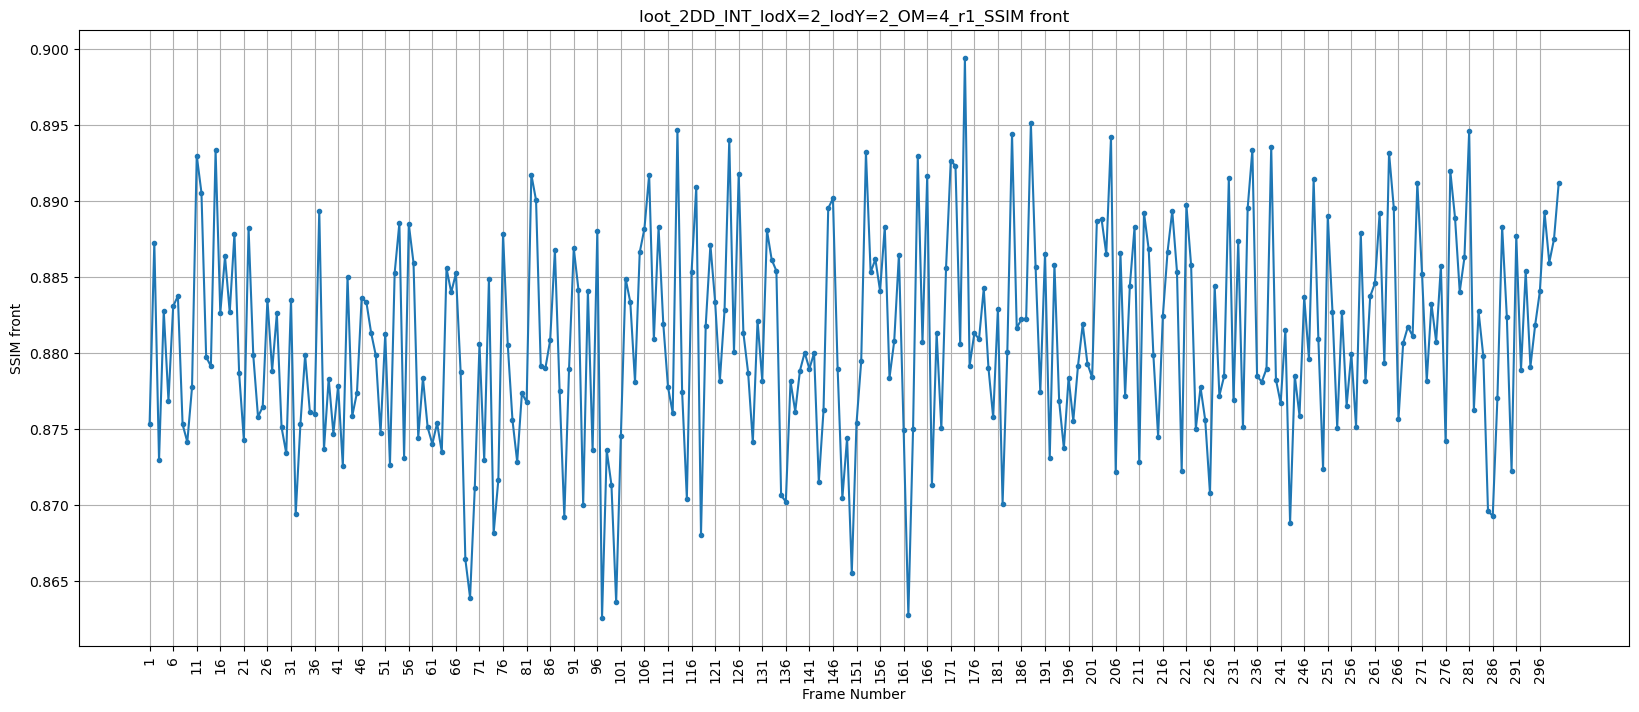 loot_2DD_INT_lodX=2_lodY=2_OM=4_r1_SSIM front
SSIM front
0.900
0.895
0.890
0.885
0.880
0.875
0.870
0.865
1 6 11 16 21 26 31 36 41 46 51 56 61 66 71 76 81 86 91 96 101 106 111 116 121 126 131 136 141 146 151 156 161 166 171 176 181 186 191 196 201 206 211 216 221 226 231 236 241 246 251 256 261 266 271 276 281 286 291 296
Frame Number